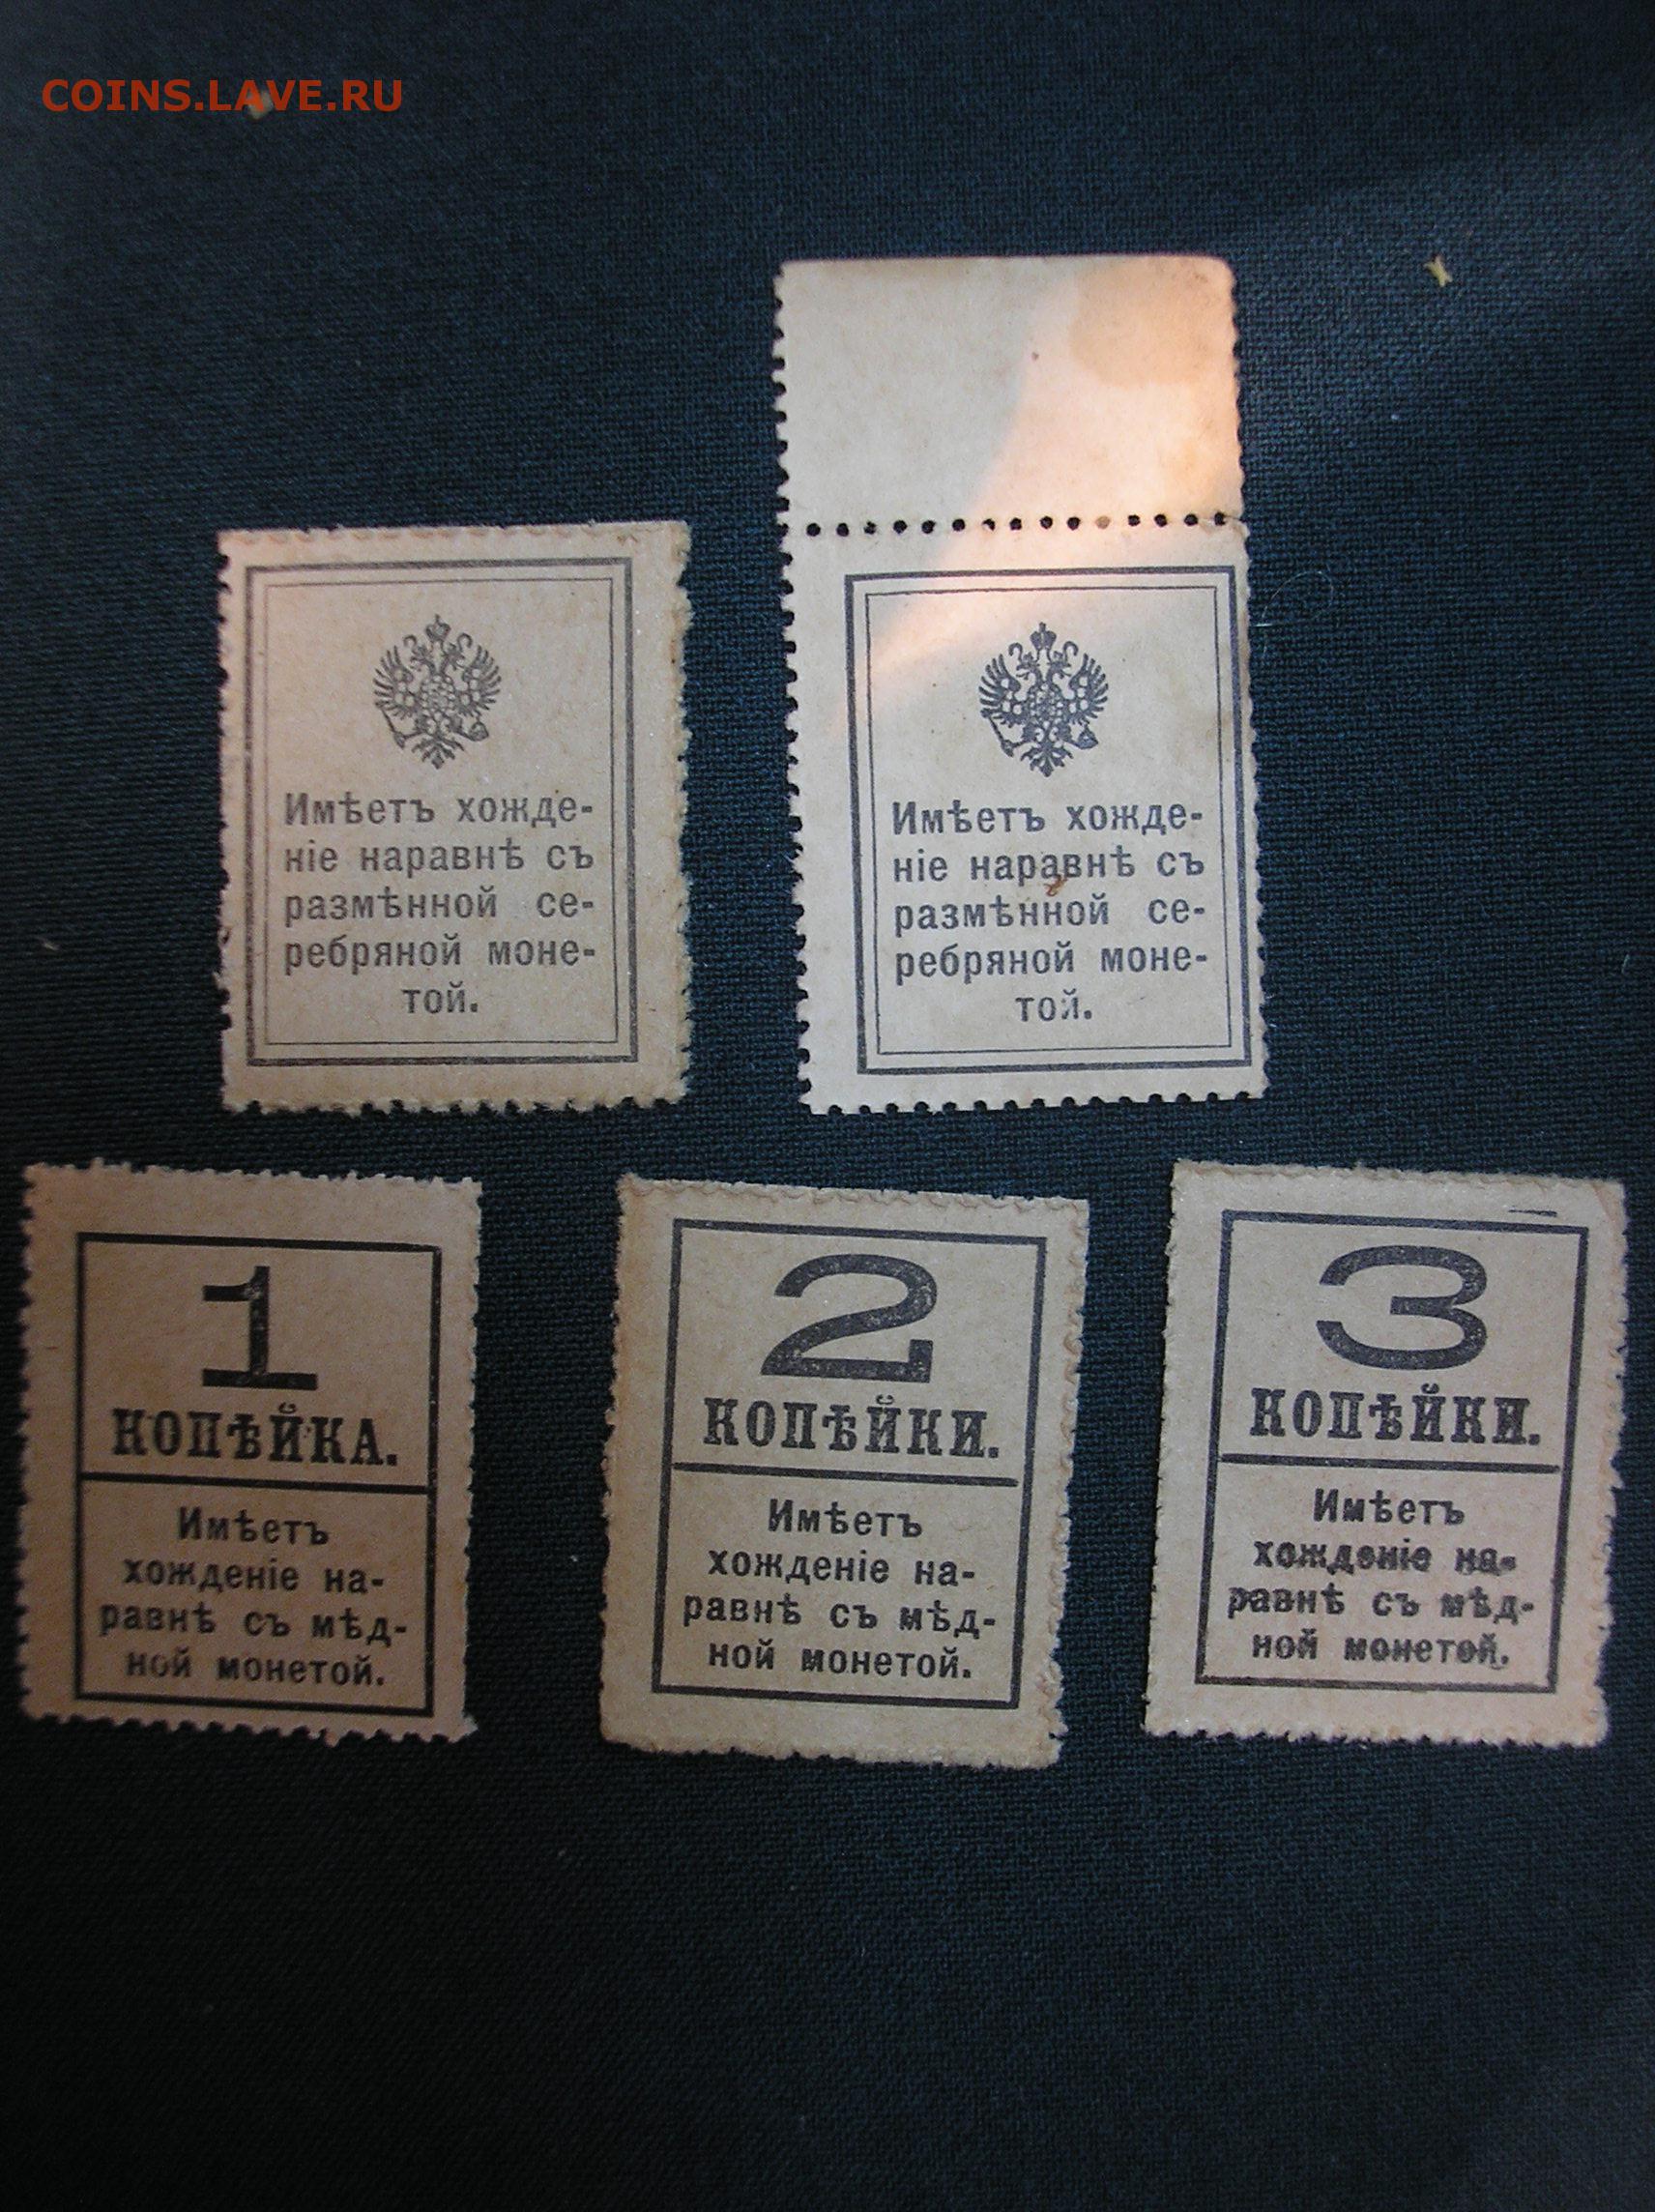 COINS.LAVE.RU
Имѣетъ хожде-
ніе наравнѣ съ
размѣнной се-
ребряной моне-
той.
Имѣетъ хожде-
ніе наравнѣ съ
размѣнной се-
ребряной моне-
той.
1
КОПѢЙКА.
Имѣетъ
хожденіе на-
равнѣ съ мѣд-
ной монетой.
2
КОПѢЙКИ.
Имѣетъ
хожденіе на-
равнѣ съ мѣд-
ной монетой.
3
КОПѢЙКИ.
Имѣетъ
хожденіе на-
равнѣ съ мѣд-
ной монетой.